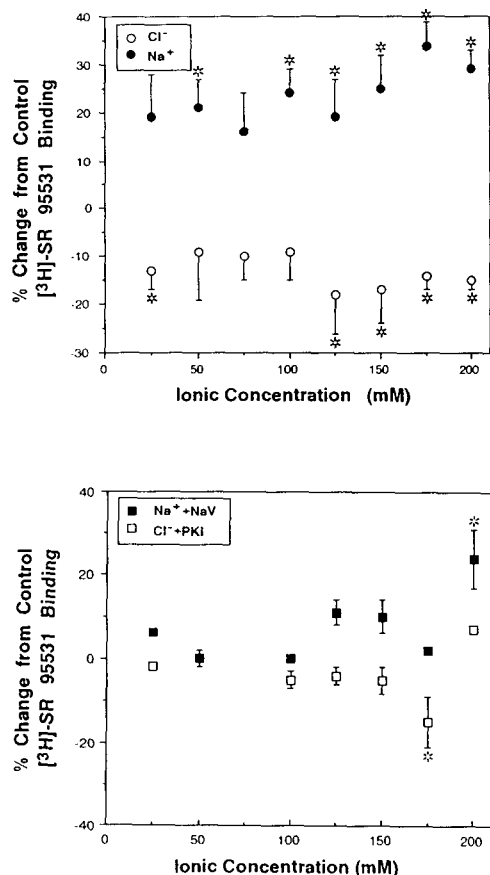 40
30
20
10
0
-10
-20
-30
% Change from Control
[³H]-SR 95531 Binding
Cl⁻
Na⁺
0 50 100 150 200
Ionic Concentration (mM)
40
20
0
-20
-40
% Change from Control
[³H]-SR 95531 Binding
Na⁺+NaV
Cl⁻+PKI
0 50 100 150 200
Ionic Concentration (mM)